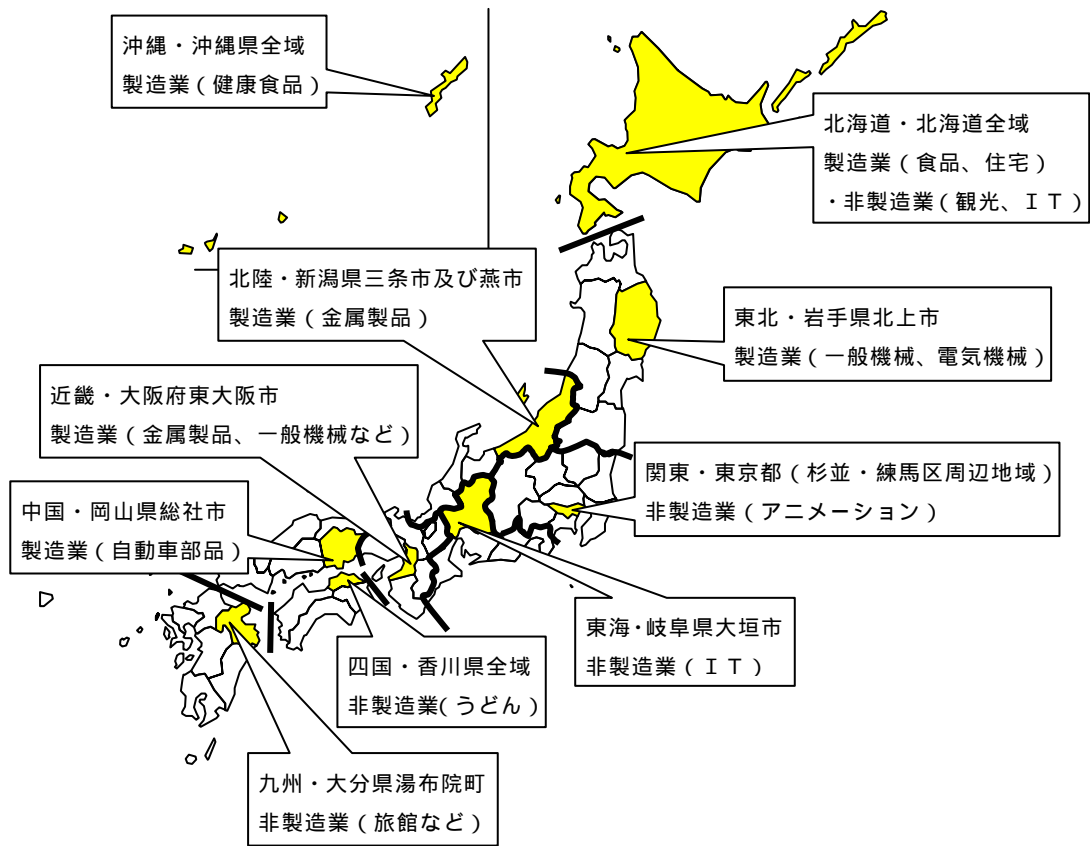 沖縄・沖縄県全域
製造業（健康食品）
北海道・北海道全域
製造業（食品、住宅）
・非製造業（観光、ＩＴ）
北陸・新潟県三条市及び燕市
製造業（金属製品）
東北・岩手県北上市
製造業（一般機械、電気機械）
近畿・大阪府東大阪市
製造業（金属製品、一般機械など）
関東・東京都（杉並・練馬区周辺地域）
非製造業（アニメーション）
中国・岡山県総社市
製造業（自動車部品）
東海・岐阜県大垣市
非製造業（ＩＴ）
四国・香川県全域
非製造業（うどん）
九州・大分県湯布院町
非製造業（旅館など）